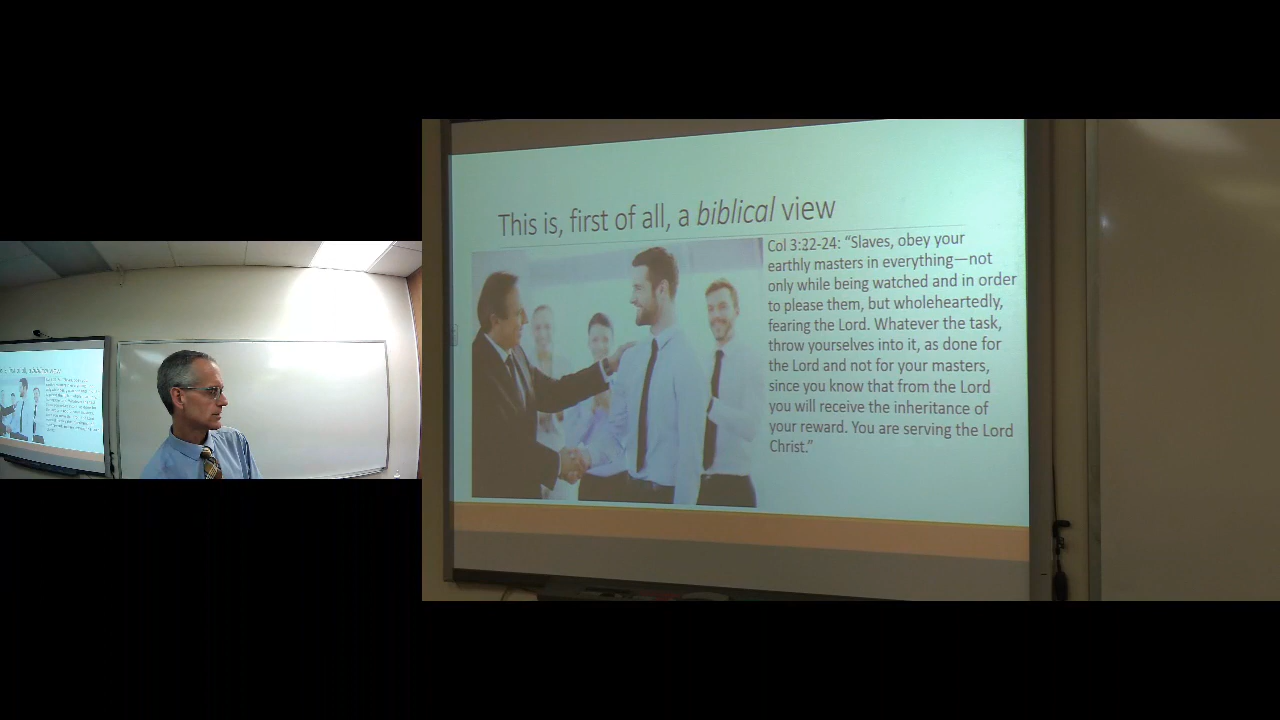 This is, first of all, a biblical view
Col 3:22-24: “Slaves, obey your
earthly masters in everything—not
only while being watched and in order
to please them, but wholeheartedly,
fearing the Lord. Whatever the task,
throw yourselves into it, as done for
the Lord and not for your masters,
since you know that from the Lord
you will receive the inheritance of
your reward. You are serving the Lord
Christ.”